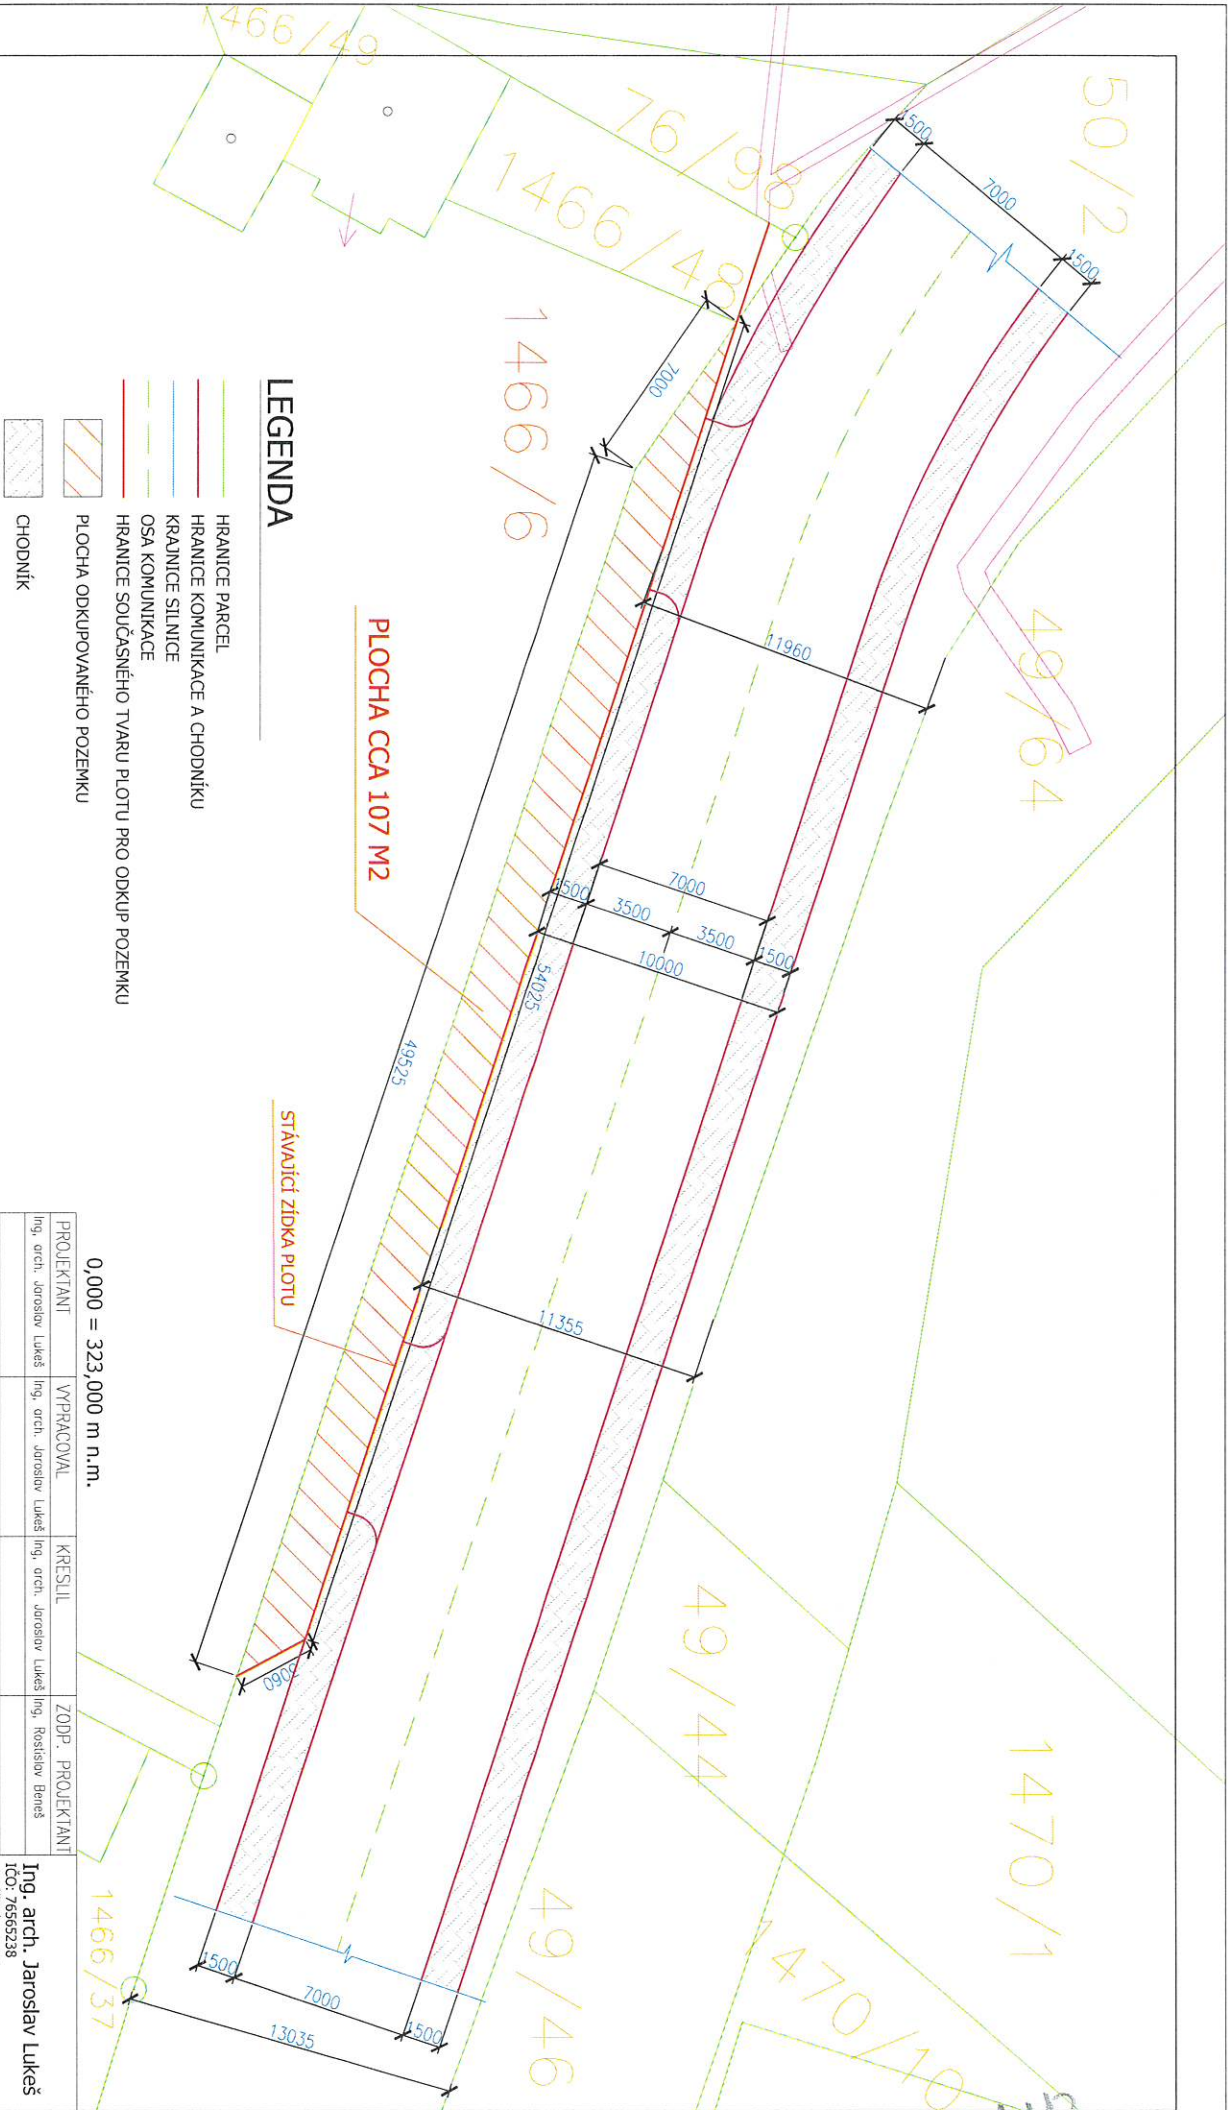 50/2
1466/49
76/98
1466/48
1466/6
49/64
49/44
1470/1
1470/10
49/46
1466/37
1500
7000
1500
7000
11960
7000
1500
3500
3500
1500
10000
54025
49525
11355
3060
1500
7000
1500
13035
PLOCHA CCA 107 M2
STÁVAJÍCÍ ZÍDKA PLOTU
LEGENDA
HRANICE PARCEL
HRANICE KOMUNIKACE A CHODNÍKU
KRAJNICE SILNICE
OSA KOMUNIKACE
HRANICE SOUČASNÉHO TVARU PLOTU PRO ODKUP POZEMKU
PLOCHA ODKUPOVANÉHO POZEMKU
CHODNÍK
0,000 = 323,000 m n.m.
PROJEKTANT VYPRACOVAL KRESLIL ZODP. PROJEKTANT
Ing. arch. Jaroslav Lukeš Ing. arch. Jaroslav Lukeš Ing. arch. Jaroslav Lukeš Ing. Rostislav Beneš
Ing. arch. Jaroslav Lukeš
IČO: 76565238